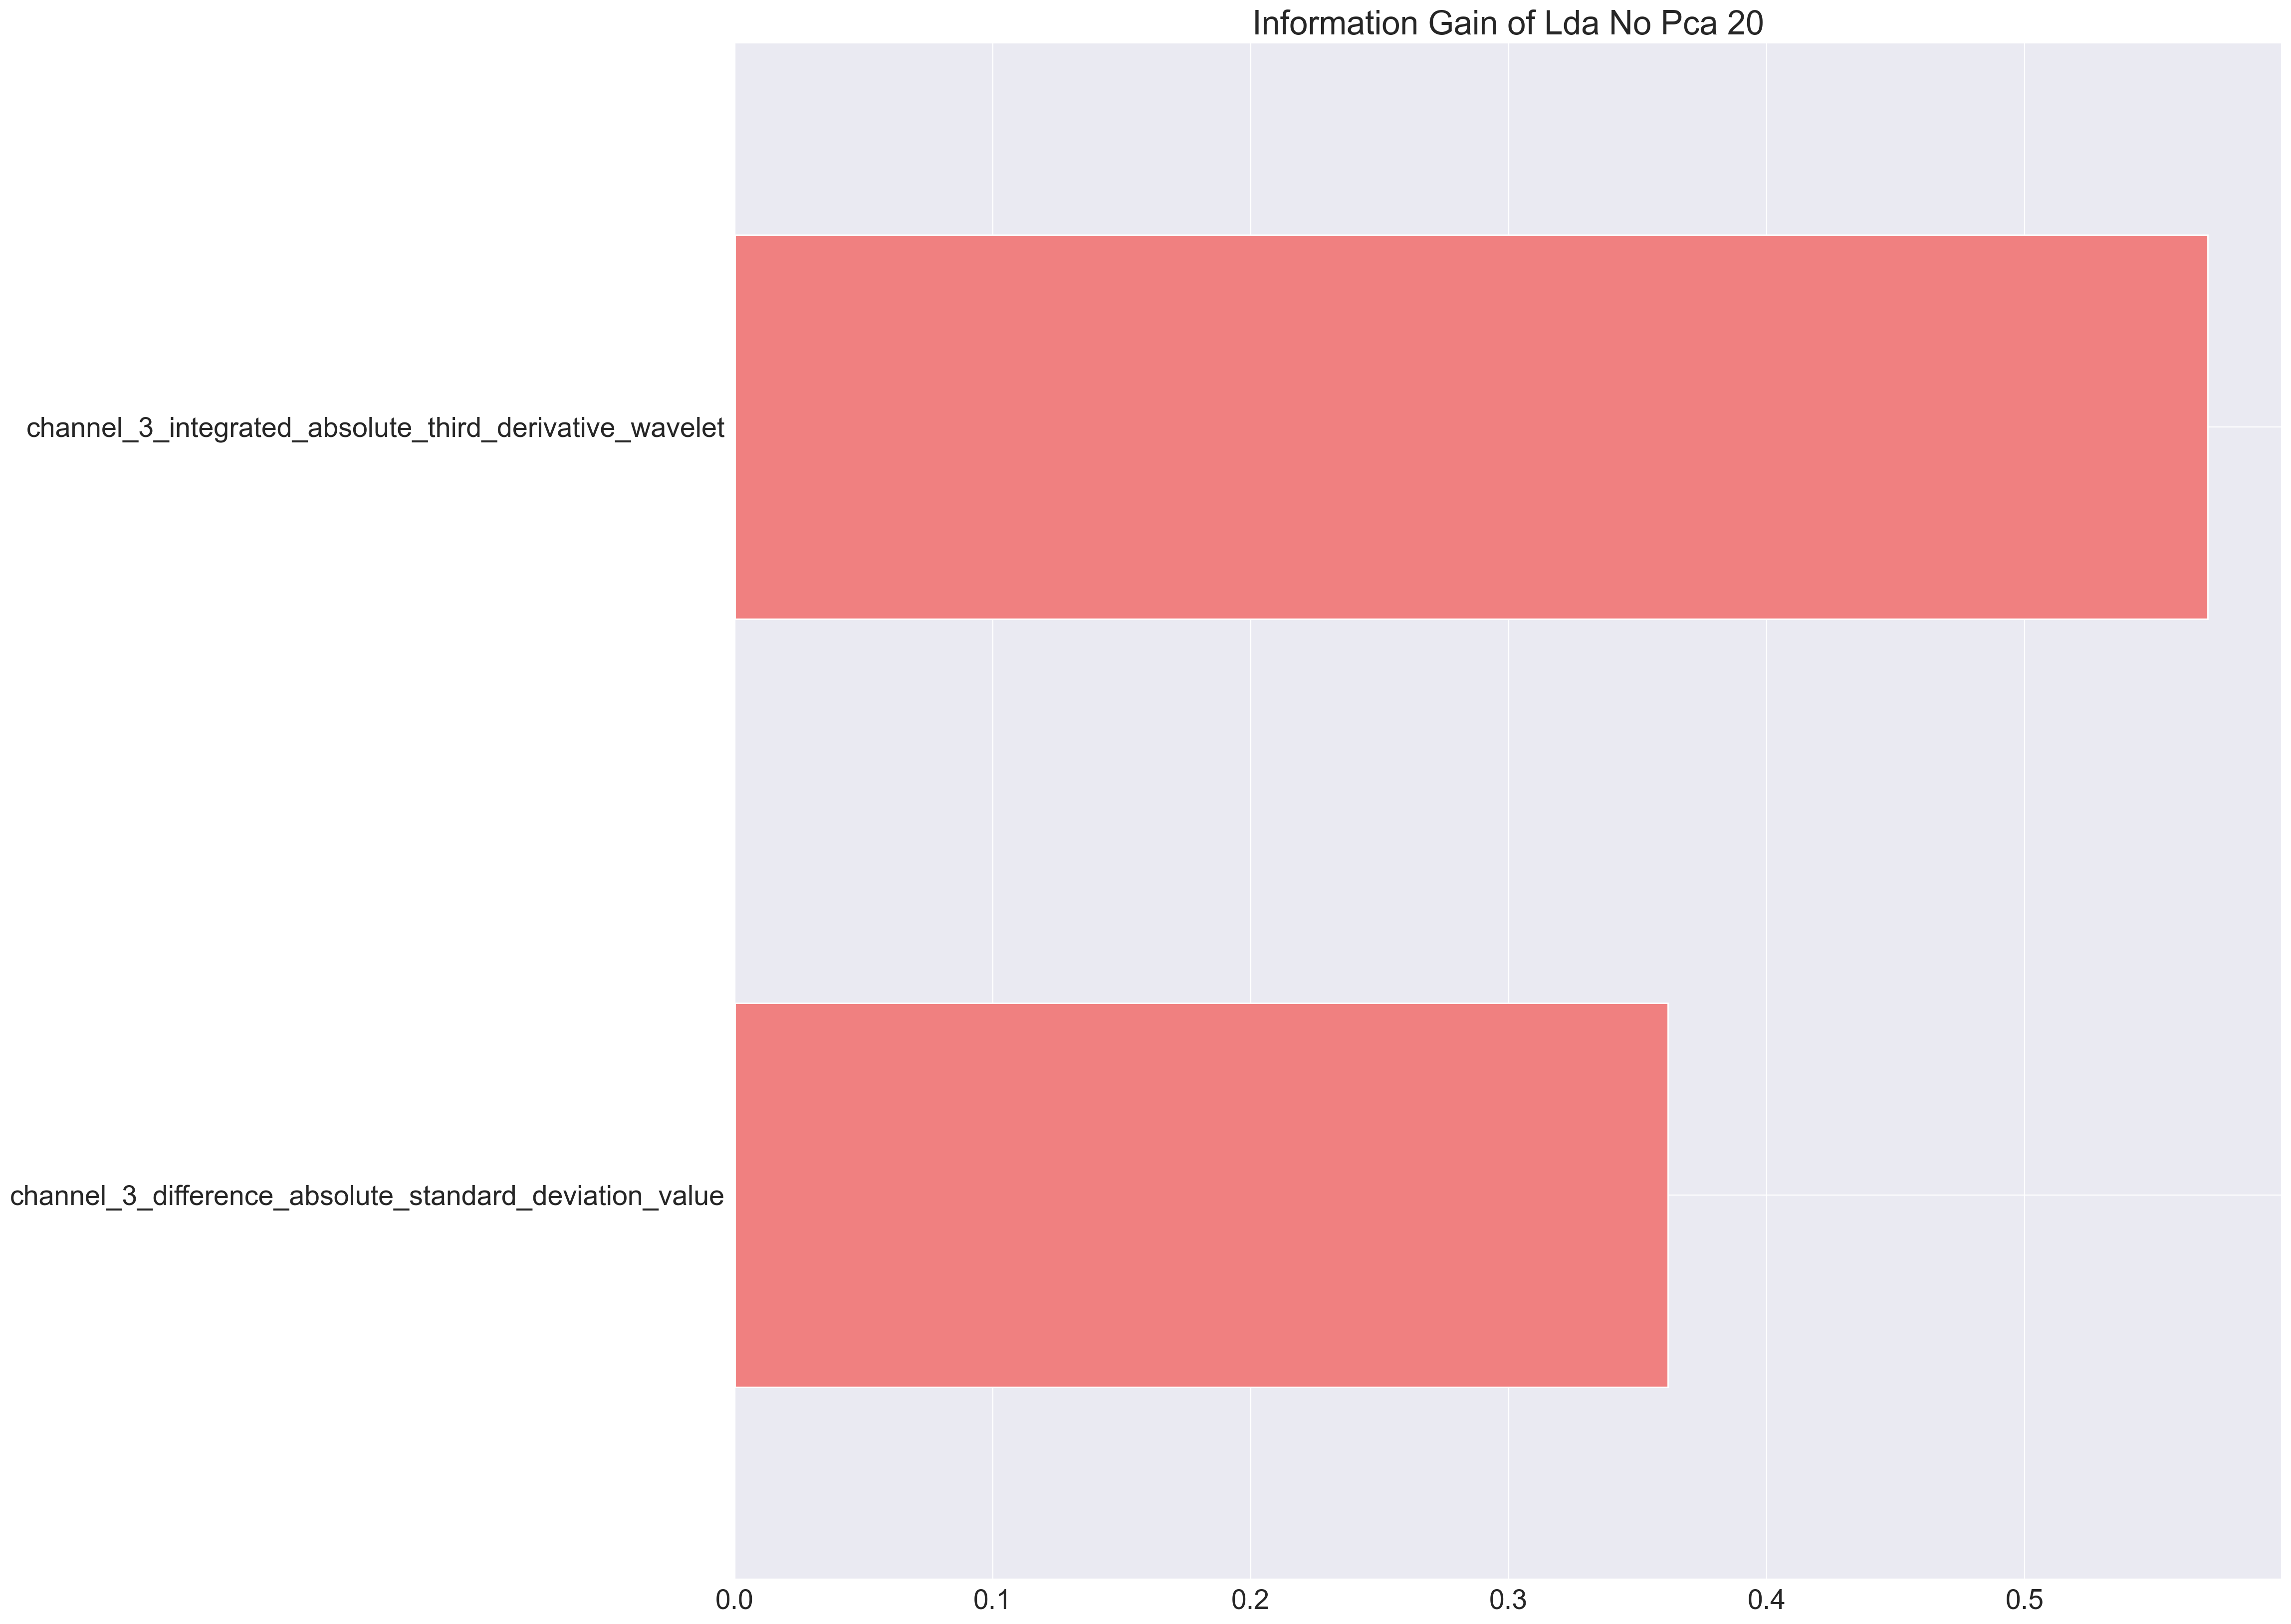 Information Gain of Lda No Pca 20
channel_3_integrated_absolute_third_derivative_wavelet
channel_3_difference_absolute_standard_deviation_value
0.0 0.1 0.2 0.3 0.4 0.5